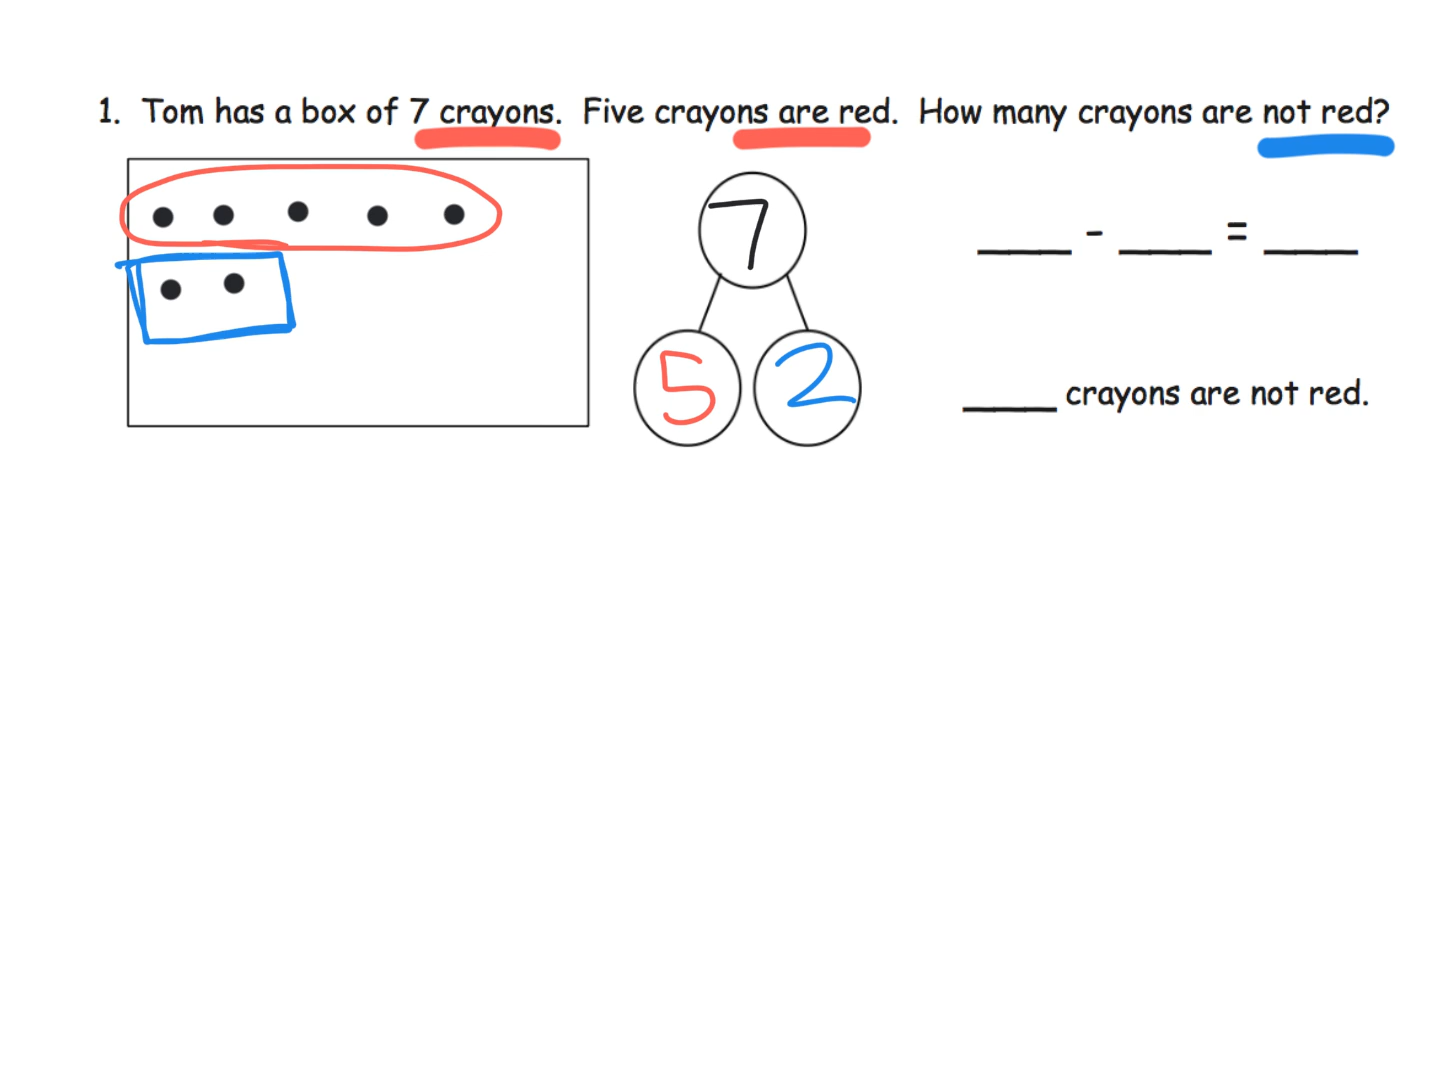 1. Tom has a box of 7 crayons. Five crayons are red. How many crayons are not red?
7
___ - ___ = ___
5 2
____ crayons are not red.